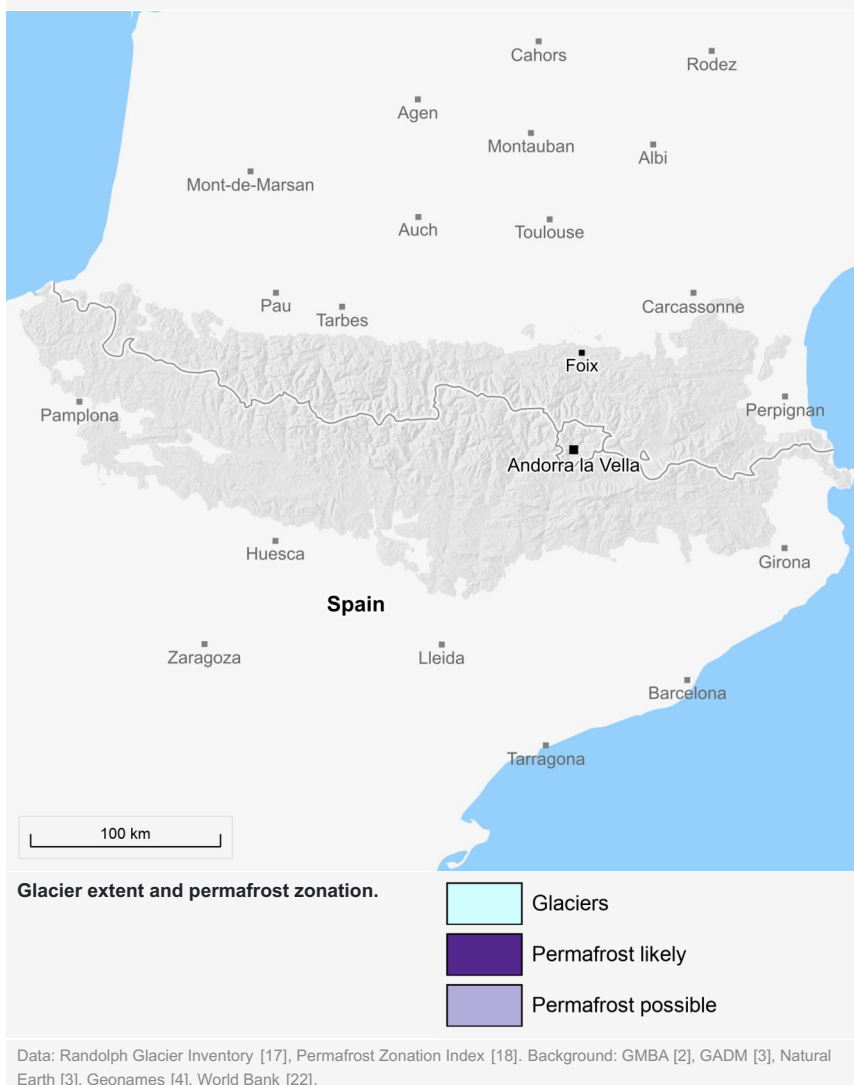 Cahors
Rodez
Agen
Montauban
Albi
Mont-de-Marsan
Auch
Toulouse
Pau
Tarbes
Carcassonne
Foix
Pamplona
Perpignan
Andorra la Vella
Huesca
Girona
Spain
Zaragoza
Lleida
Barcelona
Tarragona
100 km
Glacier extent and permafrost zonation.
Glaciers
Permafrost likely
Permafrost possible
Data: Randolph Glacier Inventory [17], Permafrost Zonation Index [18]. Background: GMBA [2], GADM [3], Natural
Earth [3], Geonames [4], World Bank [22].